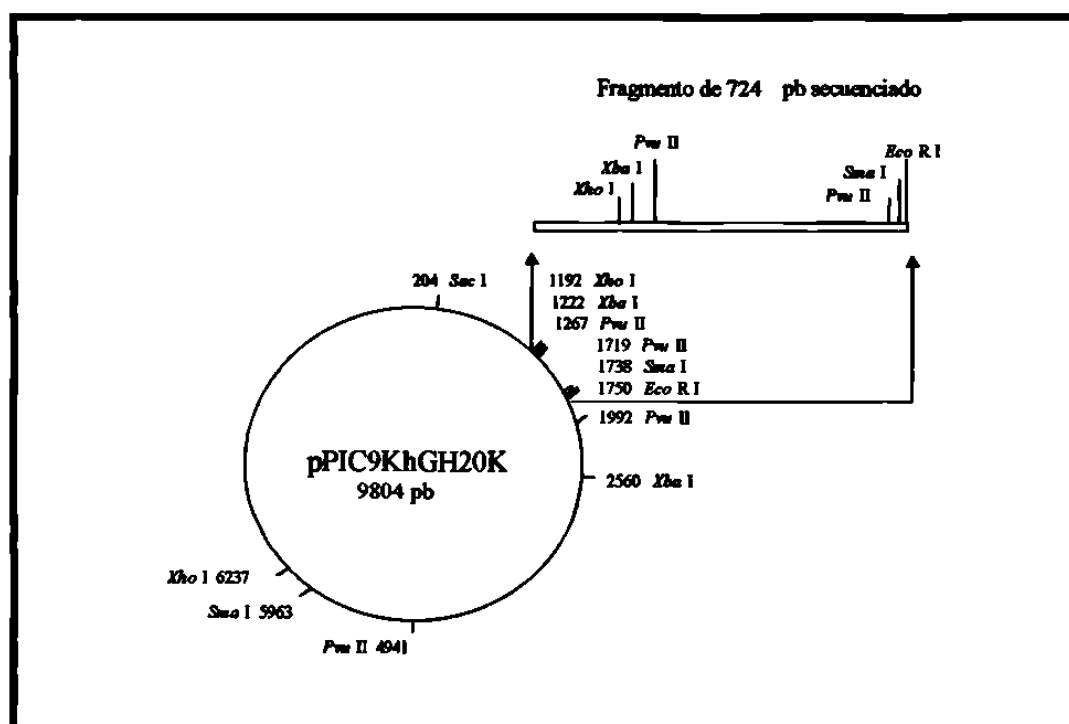 Fragmento de 724 pb secuenciado
Pvu II
Eco R I
Xba I
Sma I
Xho I
Pvu II
204 Sac I
1192 Xho I
1222 Xba I
1267 Pvu II
1719 Pvu II
1738 Sma I
1750 Eco R I
1992 Pvu II
pPIC9KhGH20K
9804 pb
2560 Xba I
Xho I 6237
Sma I 5963
Pvu II 4941